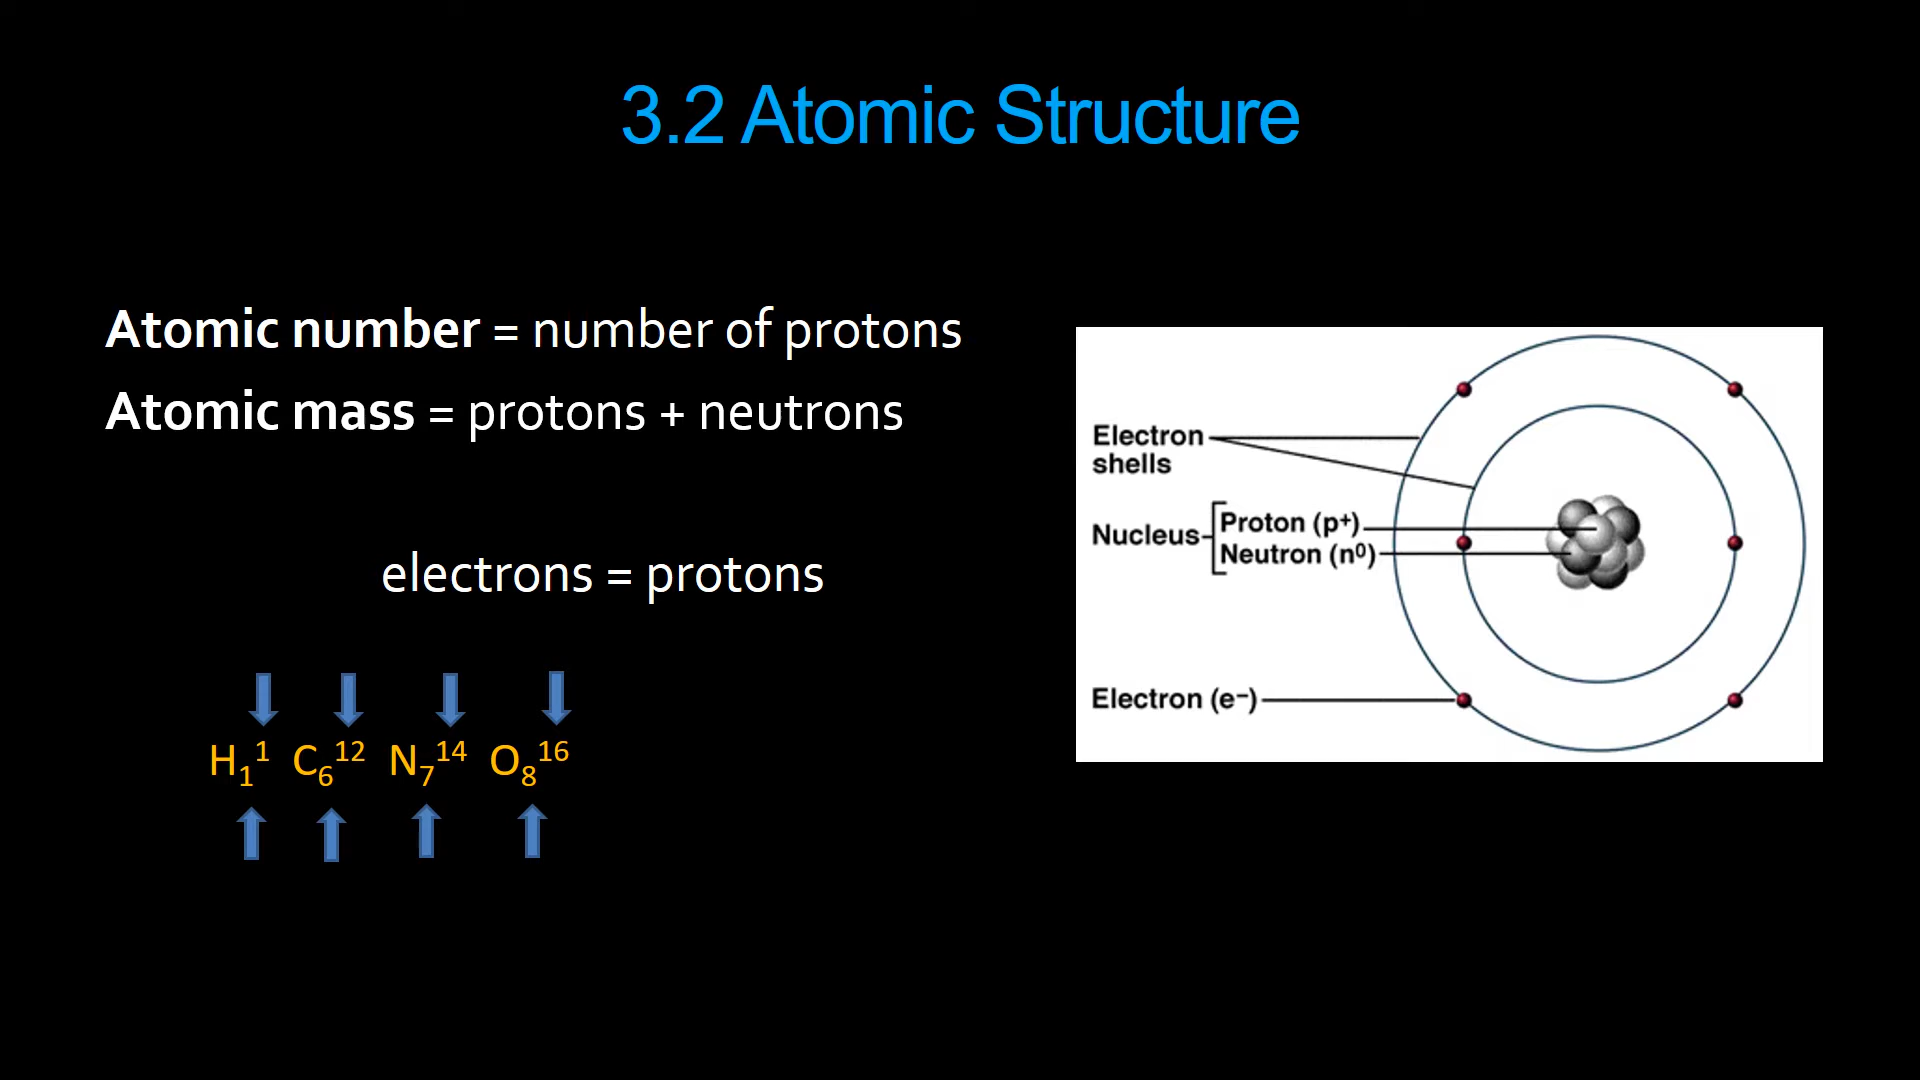 3.2 Atomic Structure
Atomic number = number of protons
Atomic mass = protons + neutrons
electrons = protons
H₁¹ C₆¹² N₇¹⁴ O₈¹⁶
Electron
shells
Nucleus
Proton (p⁺)
Neutron (n⁰)
Electron (e⁻)